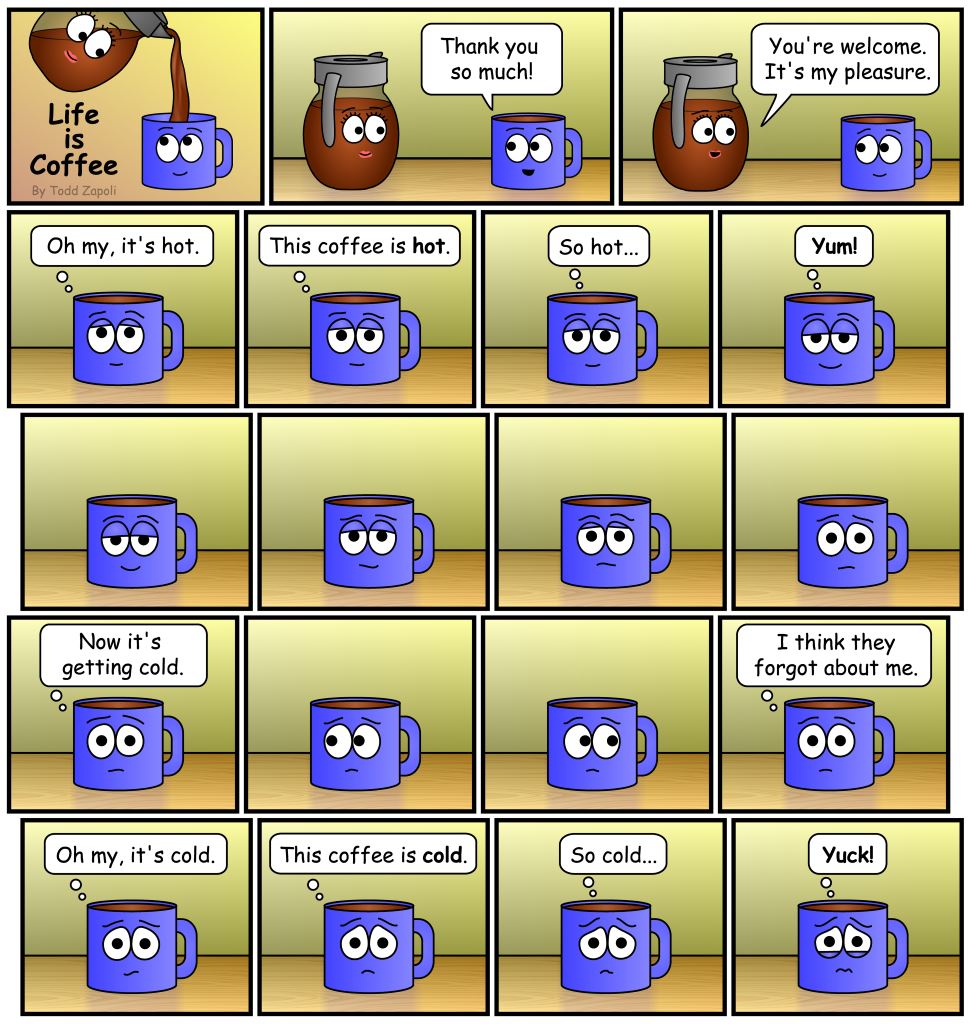 Life
is
Coffee
By Todd Zapoli
Thank you
so much!
You're welcome.
It's my pleasure.
Oh my, it's hot.
This coffee is hot.
So hot...
Yum!
Now it's
getting cold.
I think they
forgot about me.
Oh my, it's cold.
This coffee is cold.
So cold...
Yuck!